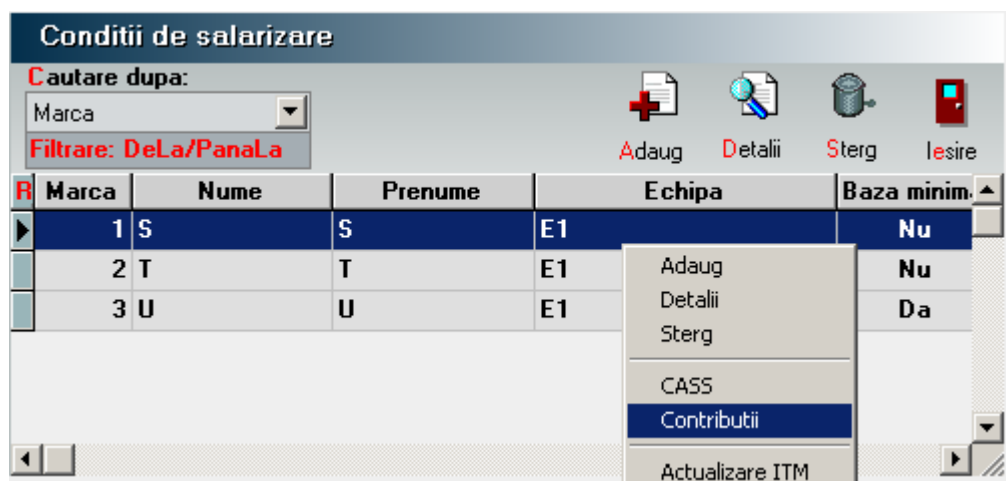 Conditii de salarizare
Cautare dupa:
Marca
Filtrare: DeLa/PanaLa
Adaug Detalii Sterg Iesire
R Marca Nume Prenume Echipa Baza minim
1 S S E1 Nu
2 T T E1 Nu
3 U U E1 Da
Adaug
Detalii
Sterg
CASS
Contributii
Actualizare ITM